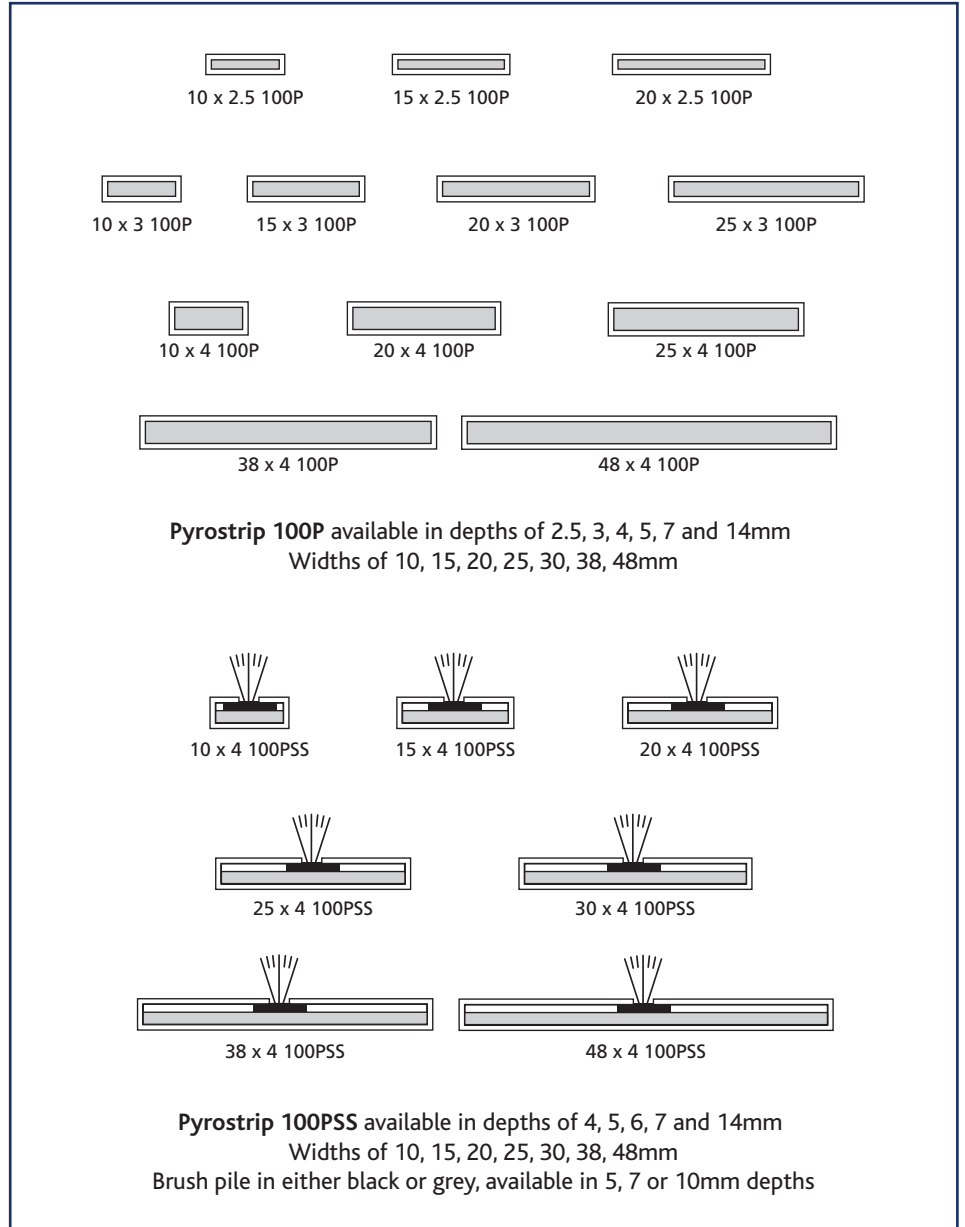 10 x 2.5 100P
15 x 2.5 100P
20 x 2.5 100P
10 x 3 100P
15 x 3 100P
20 x 3 100P
25 x 3 100P
10 x 4 100P
20 x 4 100P
25 x 4 100P
38 x 4 100P
48 x 4 100P
Pyrostrip 100P available in depths of 2.5, 3, 4, 5, 7 and 14mm
Widths of 10, 15, 20, 25, 30, 38, 48mm
10 x 4 100PSS
15 x 4 100PSS
20 x 4 100PSS
25 x 4 100PSS
30 x 4 100PSS
38 x 4 100PSS
48 x 4 100PSS
Pyrostrip 100PSS available in depths of 4, 5, 6, 7 and 14mm
Widths of 10, 15, 20, 25, 30, 38, 48mm
Brush pile in either black or grey, available in 5, 7 or 10mm depths